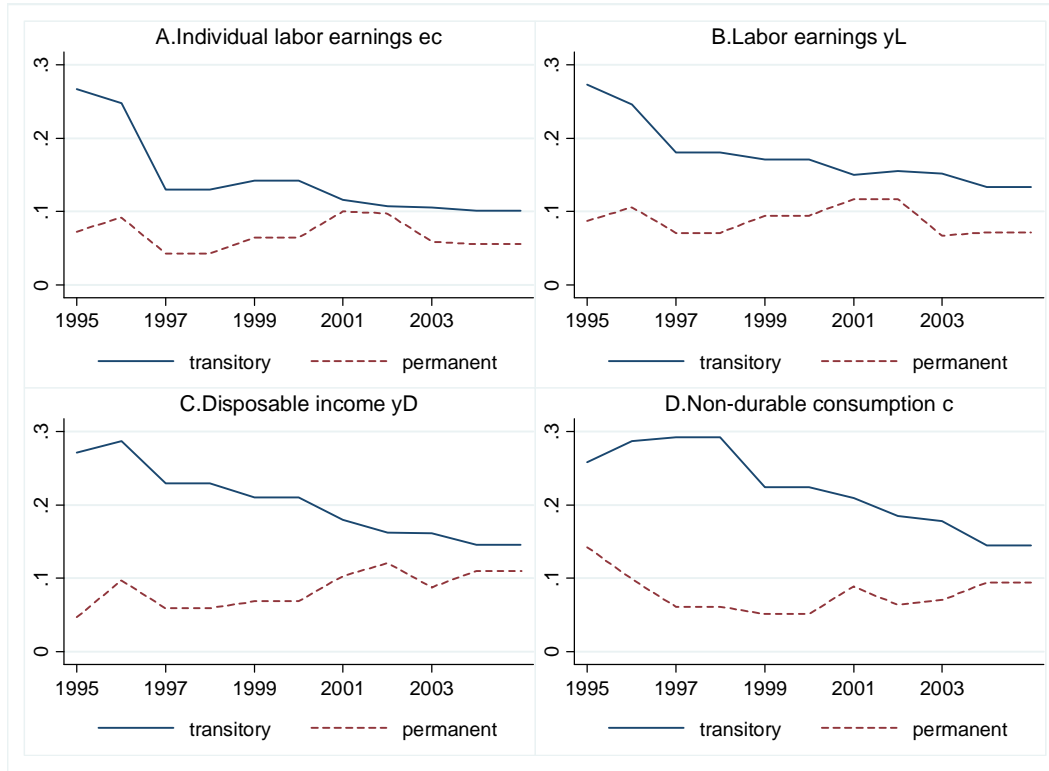 A.Individual labor earnings ec
.3
.2
.1
0
1995 1997 1999 2001 2003
transitory permanent
B.Labor earnings yL
.3
.2
.1
0
1995 1997 1999 2001 2003
transitory permanent
C.Disposable income yD
.3
.2
.1
0
1995 1997 1999 2001 2003
transitory permanent
D.Non-durable consumption c
.3
.2
.1
0
1995 1997 1999 2001 2003
transitory permanent